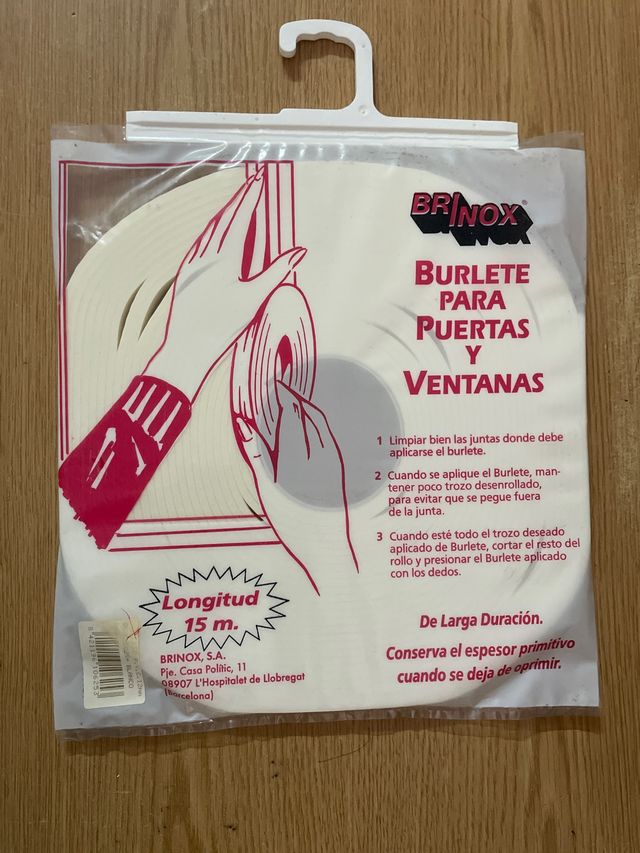 BRINOX®
BURLETE
PARA
PUERTAS
Y
VENTANAS
1 Limpiar bien las juntas donde debe
aplicarse el burlete.
2 Cuando se aplique el Burlete, man-
tener poco trozo desenrollado,
para evitar que se pegue fuera
de la junta.
3 Cuando esté todo el trozo deseado
aplicado de Burlete, cortar el resto del
rollo y presionar el Burlete aplicado
con los dedos.
De Larga Duración.
Conserva el espesor primitivo
cuando se deja de oprimir.
Longitud
15 m.
BRINOX, S.A.
Pje. Casa Polític, 11
08907 L'Hospitalet de Llobregat
(Barcelona)